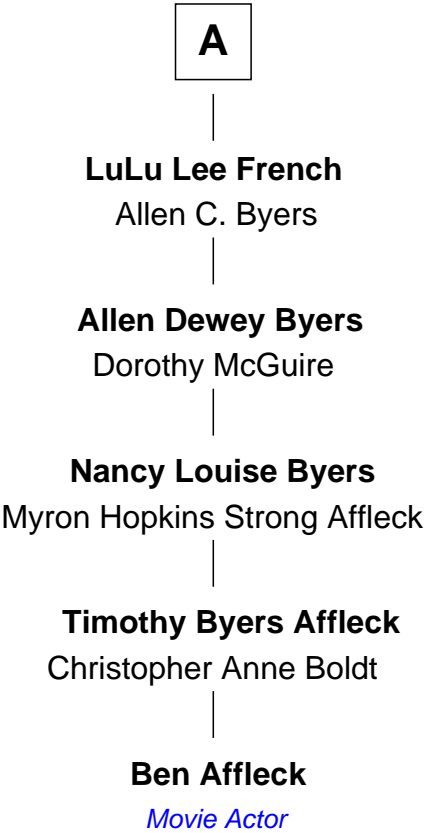 A
LuLu Lee French
Allen C. Byers
Allen Dewey Byers
Dorothy McGuire
Nancy Louise Byers
Myron Hopkins Strong Affleck
Timothy Byers Affleck
Christopher Anne Boldt
Ben Affleck
Movie Actor